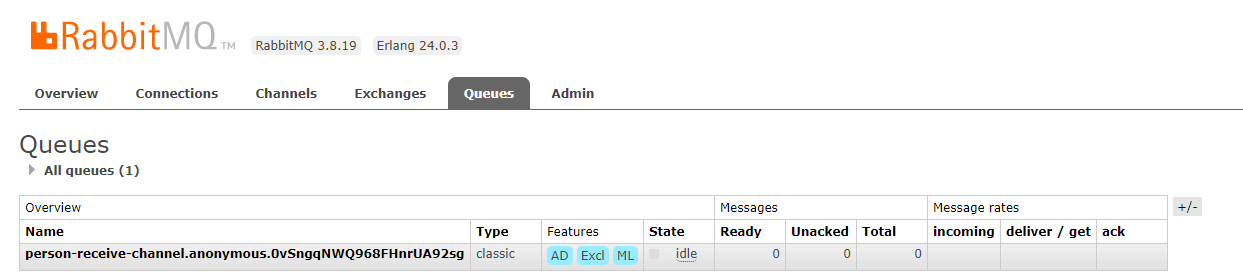 RabbitMQ TM RabbitMQ 3.8.19 Erlang 24.0.3
Overview Connections Channels Exchanges Queues Admin
Queues
All queues (1)
Overview Messages Message rates +/-
Name Type Features State Ready Unacked Total incoming deliver / get ack
person-receive-channel.anonymous.0vSngqNWQ968FHnrUA92sg classic AD Excl ML idle 0 0 0